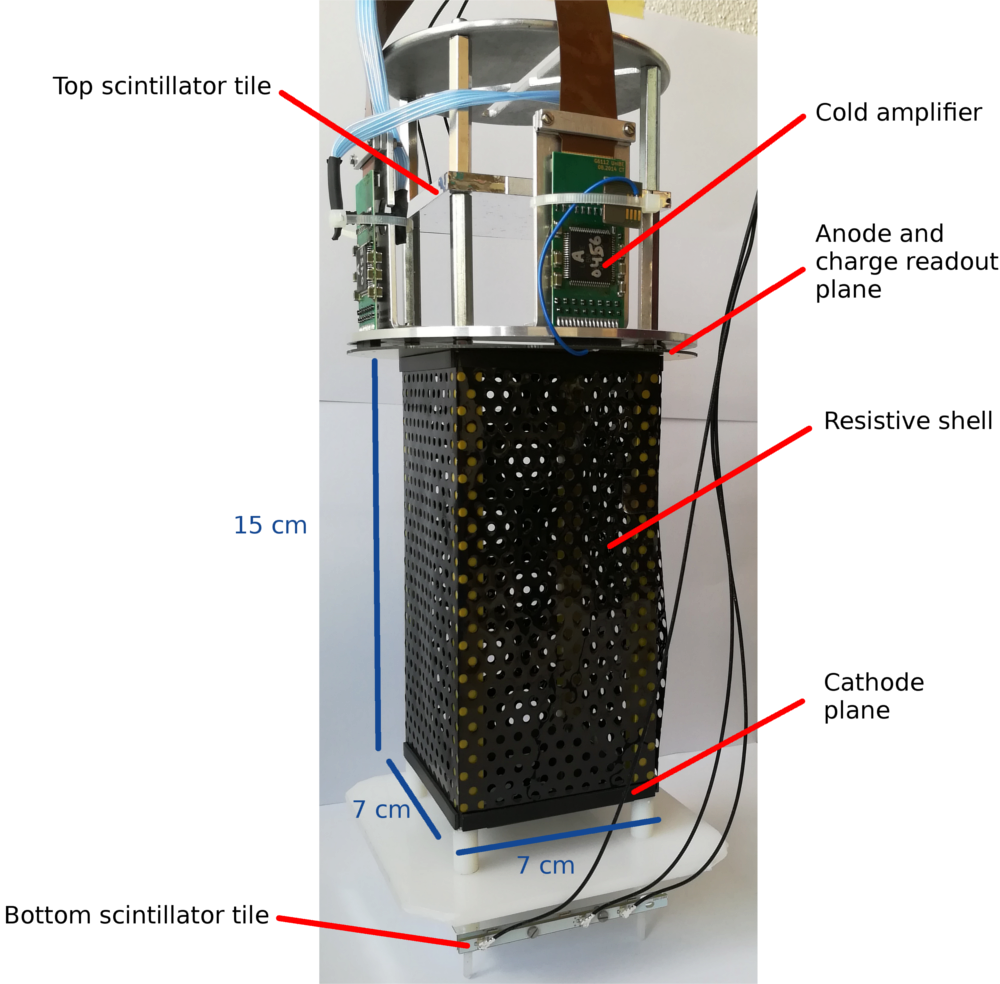 Top scintillator tile
Cold amplifier
A
0456
Anode and
charge readout
plane
Resistive shell
15 cm
Cathode
plane
7 cm
7 cm
Bottom scintillator tile